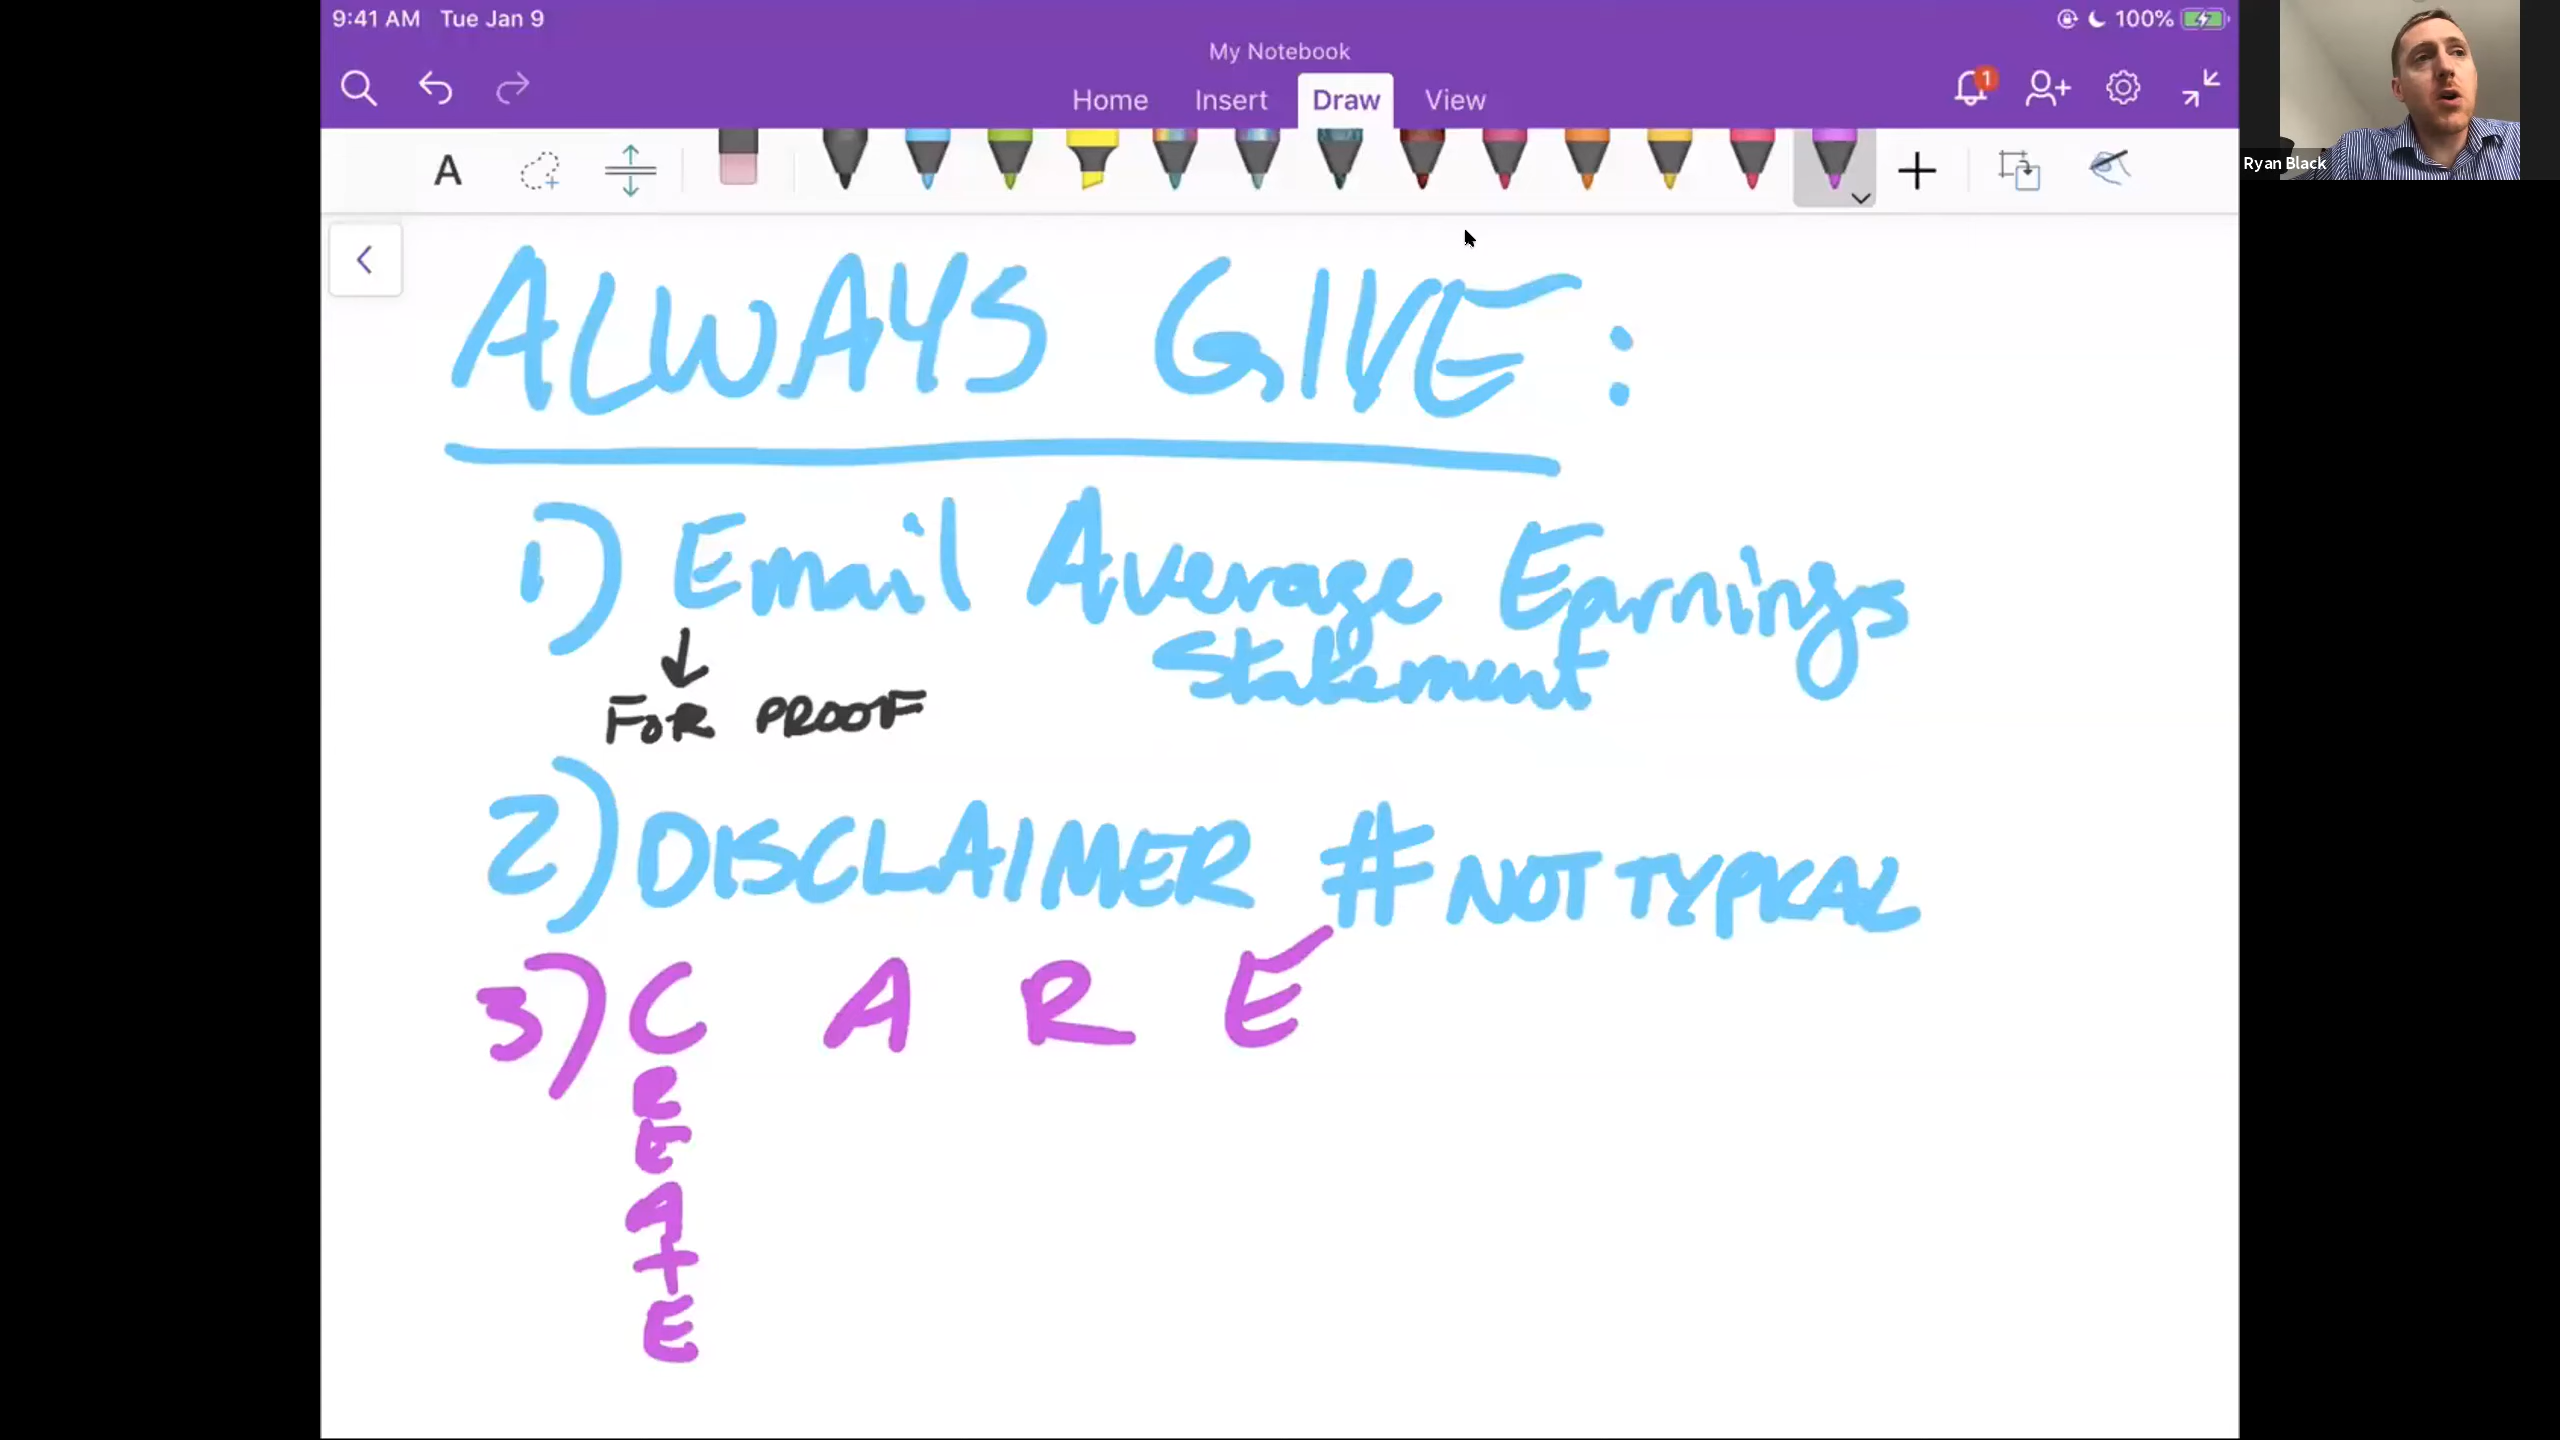 9:41 AM Tue Jan 9
100%
My Notebook
Home Insert Draw View
1
A
Ryan Black
ALWAYS GIVE:
1) Email Average Earnings
Statement
FOR PROOF
2) DISCLAIMER #NOT TYPICAL
3) C A R E
R
E
A
T
E